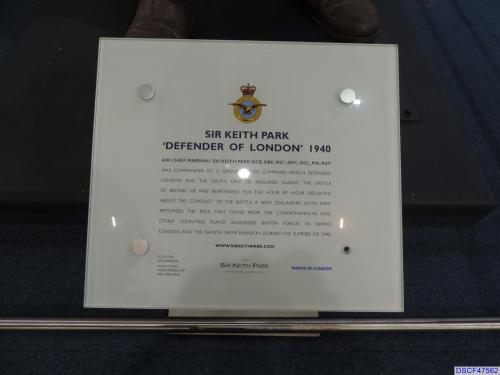 SIR KEITH PARK
'DEFENDER OF LONDON' 1940
AIR CHIEF MARSHAL SIR KEITH PARK GCB, KBE, MC*, DFC, DCL, MA, RAF
WAS COMMANDER OF 11 GROUP COMMAND WHICH DEFENDED
LONDON AND THE SOUTH EAST OF ENGLAND DURING THE BATTLE
OF BRITAIN. HE WAS RESPONSIBLE FOR THE HOUR BY HOUR DECISIONS
ABOUT THE CONDUCT OF THE BATTLE. A NEW ZEALANDER, KEITH PARK
EPITOMISES THE ROLE THAT THOSE FROM THE COMMONWEALTH AND
OTHER COUNTRIES PLAYED ALONGSIDE BRITISH FORCES IN SAVING
LONDON AND THE NATION FROM INVASION DURING THE SUMMER OF 1940.
WWW.SIRKEITHPARK.COM
SIR KEITH PARK
MAYOR OF LONDON
DSCF47562